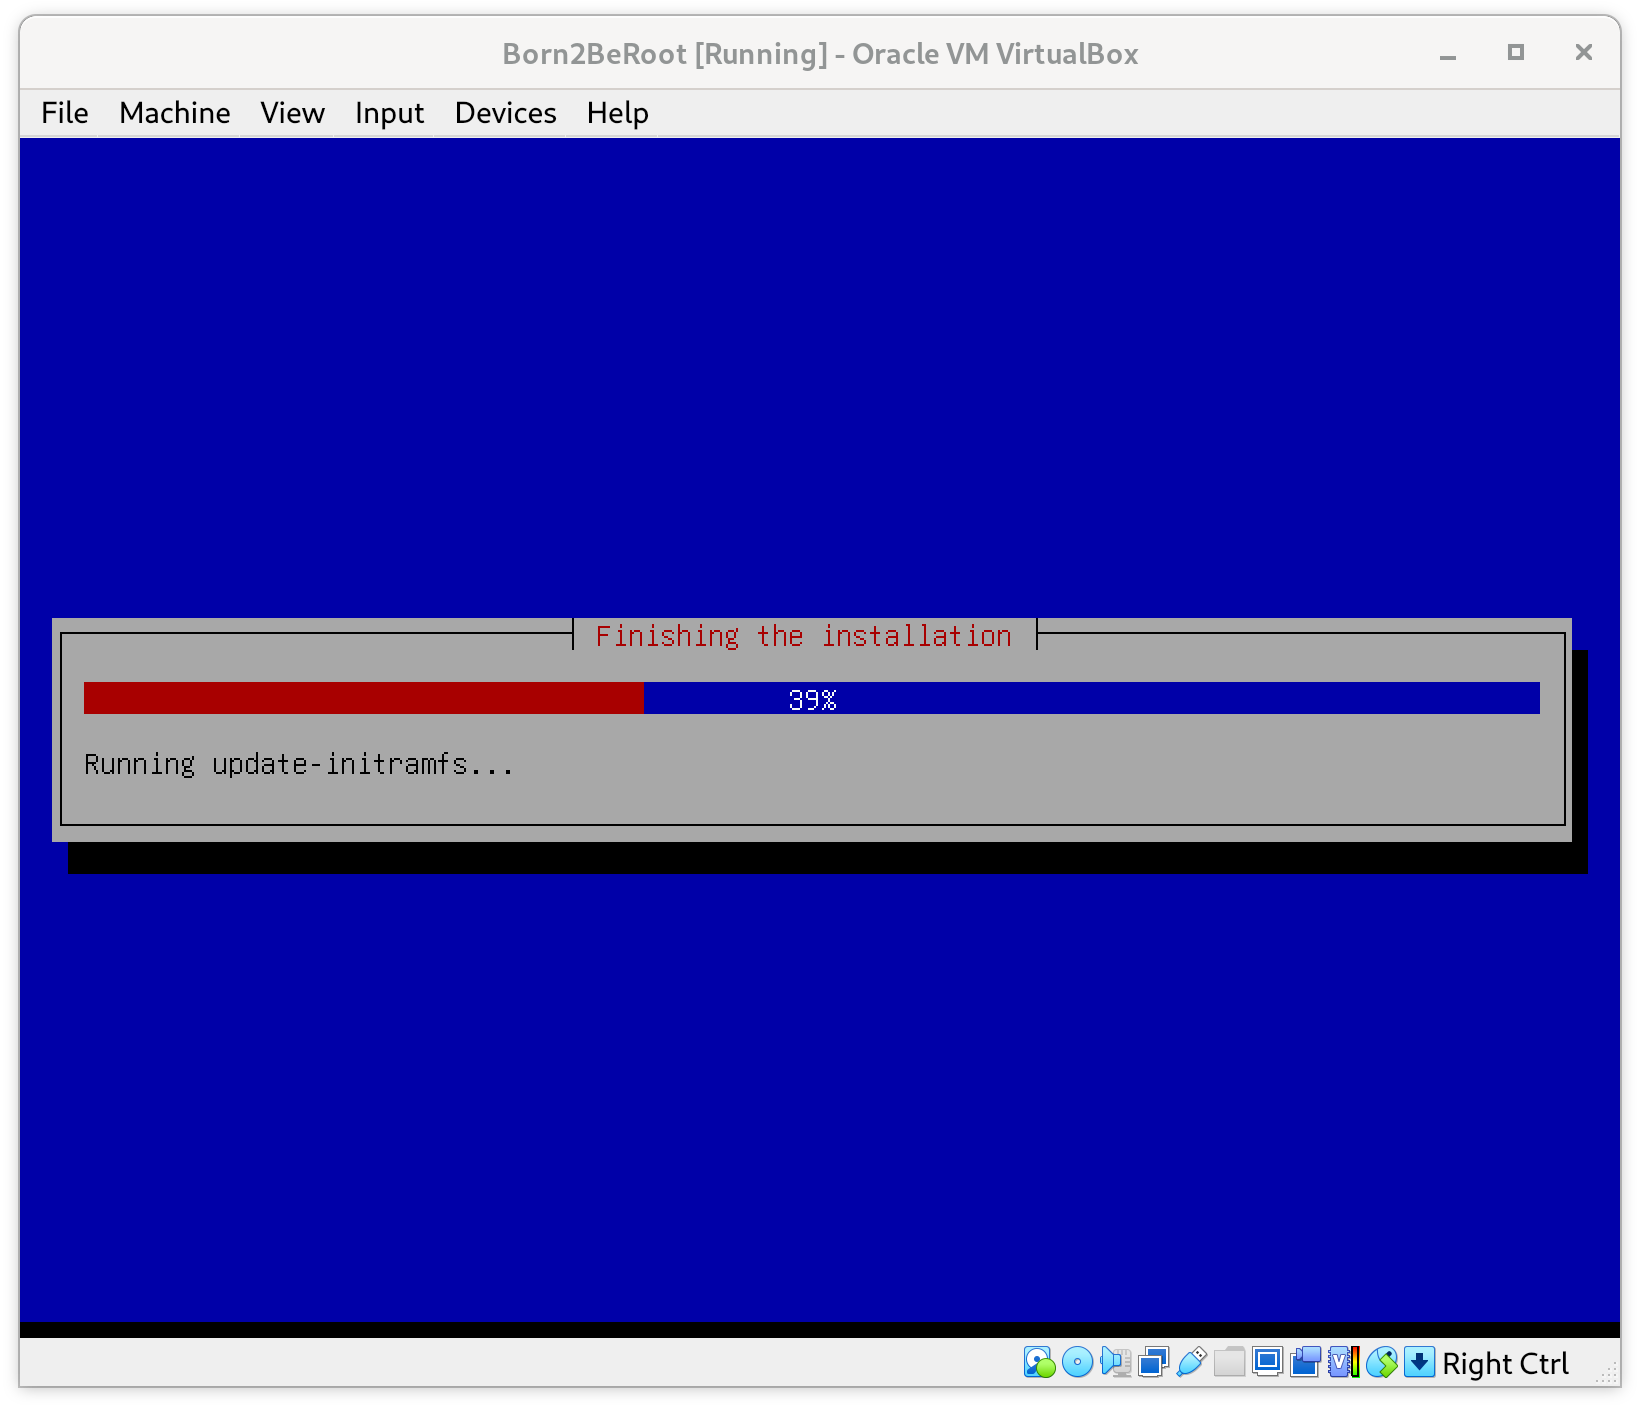 Born2BeRoot [Running] - Oracle VM VirtualBox
File Machine View Input Devices Help
Finishing the installation
39%
Running update-initramfs...
Right Ctrl